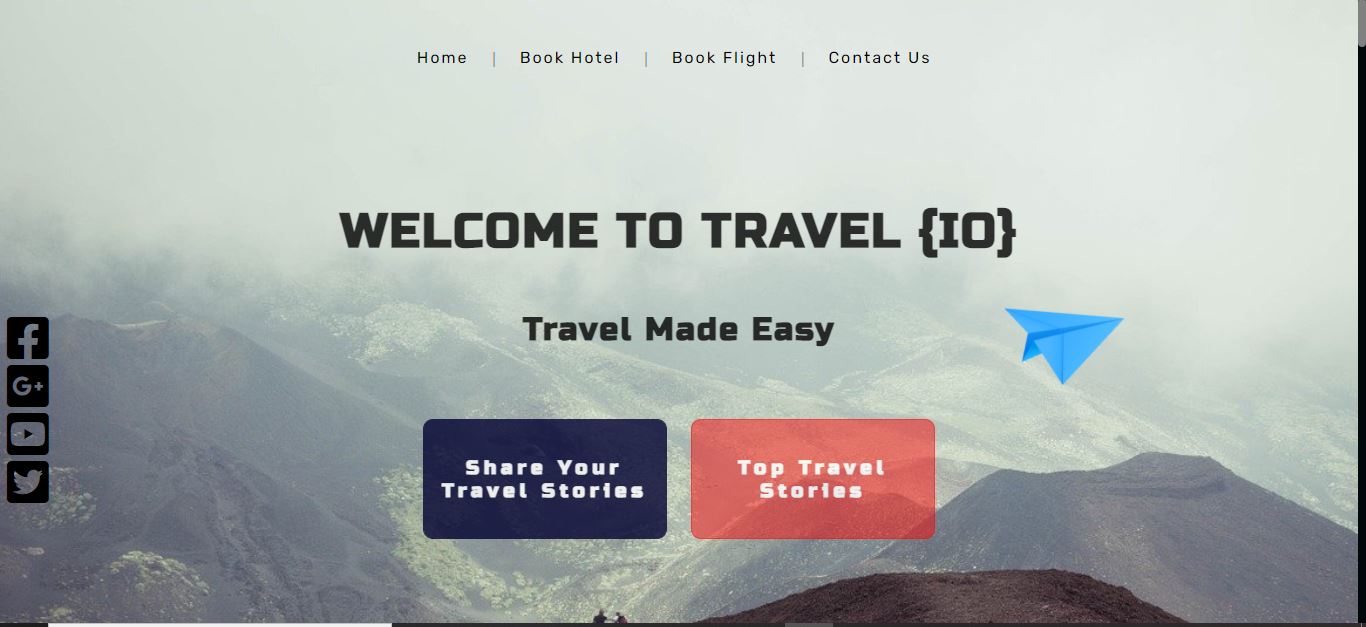 Home | Book Hotel | Book Flight | Contact Us
WELCOME TO TRAVEL {IO}
Travel Made Easy
Share Your
Travel Stories
Top Travel
Stories
G+